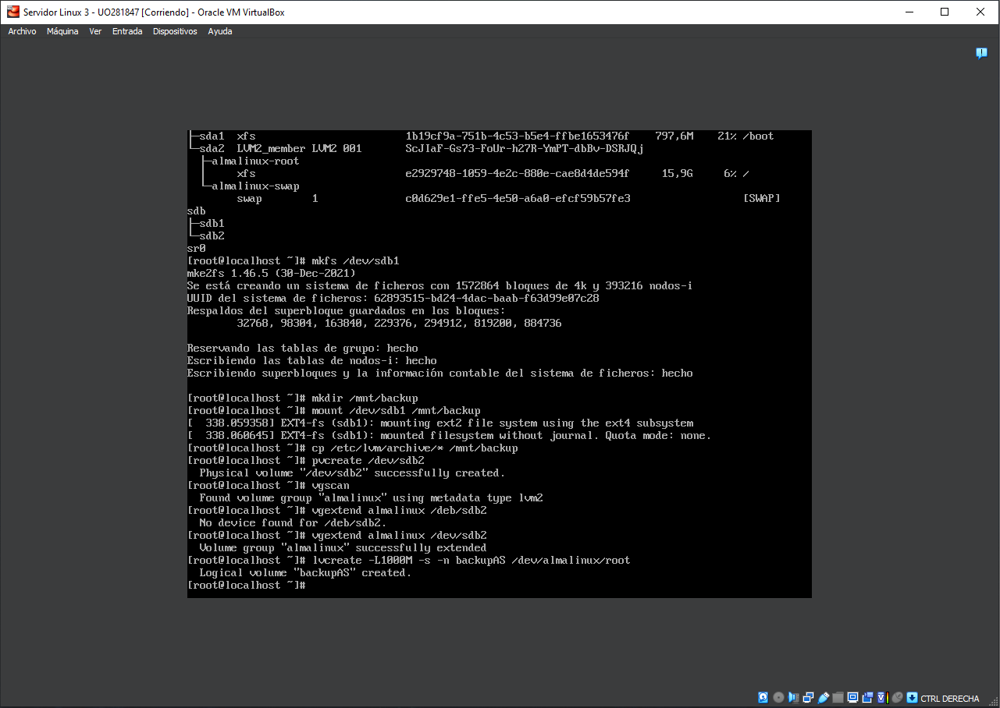 Servidor Linux 3 - UO281847 [Corriendo] - Oracle VM VirtualBox
Archivo Máquina Ver Entrada Dispositivos Ayuda
├─sda1 xfs 1b19cf9a-751b-4c53-b5e4-ffbe1653476f 797,6M 21% /boot
└─sda2 LVM2_member LVM2 001 ScJIaF-Gs73-FoUr-h27R-YmPT-dbBv-DSRJQj
├─almalinux-root
│ xfs e2929748-1059-4e2c-880e-cae8d4de594f 15,9G 6% /
└─almalinux-swap
swap 1 c0d629e1-ffe5-4e50-a6a0-efcf59b57fe3 [SWAP]
sdb
├─sdb1
└─sdb2
sr0
[root@localhost ~]# mkfs /dev/sdb1
mke2fs 1.46.5 (30-Dec-2021)
Se está creando un sistema de ficheros con 1572864 bloques de 4k y 393216 nodos-i
UUID del sistema de ficheros: 62893515-bd24-4dac-baab-f63d99e07c28
Respaldos del superbloque guardados en los bloques:
32768, 98304, 163840, 229376, 294912, 819200, 884736
Reservando las tablas de grupo: hecho
Escribiendo las tablas de nodos-i: hecho
Escribiendo superbloques y la información contable del sistema de ficheros: hecho
[root@localhost ~]# mkdir /mnt/backup
[root@localhost ~]# mount /dev/sdb1 /mnt/backup
[ 338.059358] EXT4-fs (sdb1): mounting ext2 file system using the ext4 subsystem
[ 338.060645] EXT4-fs (sdb1): mounted filesystem without journal. Quota mode: none.
[root@localhost ~]# cp /etc/lvm/archive/* /mnt/backup
[root@localhost ~]# pvcreate /dev/sdb2
Physical volume "/dev/sdb2" successfully created.
[root@localhost ~]# vgscan
Found volume group "almalinux" using metadata type lvm2
[root@localhost ~]# vgextend almalinux /deb/sdb2
No device found for /deb/sdb2.
[root@localhost ~]# vgextend almalinux /dev/sdb2
Volume group "almalinux" successfully extended
[root@localhost ~]# lvcreate -L1000M -s -n backupAS /dev/almalinux/root
Logical volume "backupAS" created.
[root@localhost ~]#
CTRL DERECHA